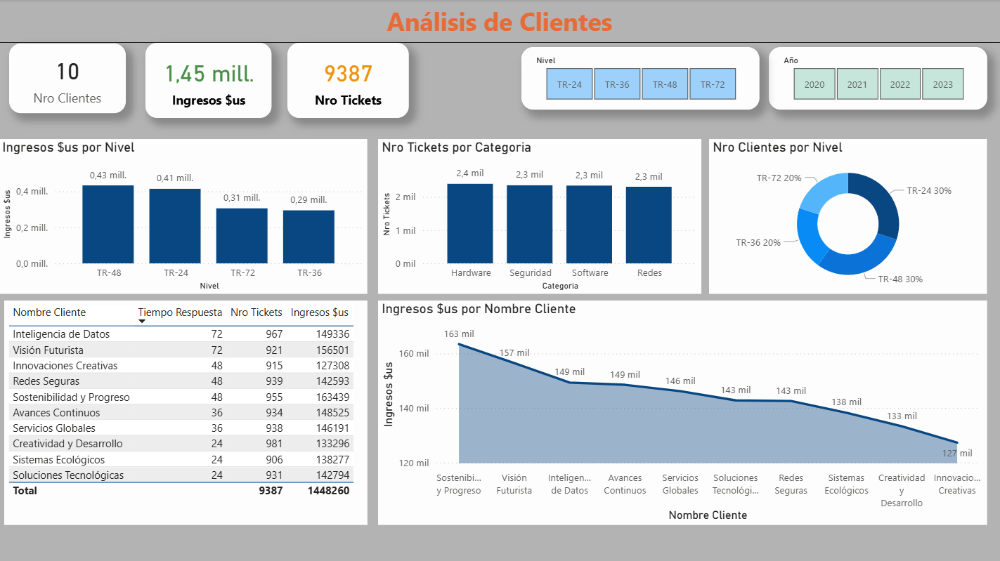 Análisis de Clientes
10
Nro Clientes
1,45 mill.
Ingresos $us
9387
Nro Tickets
Nivel
TR-24 TR-36 TR-48 TR-72
Año
2020 2021 2022 2023
Ingresos $us por Nivel
Ingresos $us
0,4 mill.
0,2 mill.
0,0 mill.
0,43 mill.
0,41 mill.
0,31 mill.
0,29 mill.
TR-48 TR-24 TR-72 TR-36
Nivel
Nro Tickets por Categoria
Nro Tickets
2 mil
1 mil
0 mil
2,4 mil
2,3 mil
2,3 mil
2,3 mil
Hardware Seguridad Software Redes
Categoria
Nro Clientes por Nivel
TR-72 20%
TR-24 30%
TR-36 20%
TR-48 30%
Nombre Cliente Tiempo Respuesta Nro Tickets Ingresos $us
Inteligencia de Datos 72 967 149336
Visión Futurista 72 921 156501
Innovaciones Creativas 48 915 127308
Redes Seguras 48 939 142593
Sostenibilidad y Progreso 48 955 163439
Avances Continuos 36 934 148525
Servicios Globales 36 938 146191
Creatividad y Desarrollo 24 981 133296
Sistemas Ecológicos 24 906 138277
Soluciones Tecnológicas 24 931 142794
Total 9387 1448260
Ingresos $us por Nombre Cliente
Ingresos $us
160 mil
140 mil
120 mil
163 mil
157 mil
149 mil
149 mil
146 mil
143 mil
143 mil
138 mil
133 mil
127 mil
Sostenibi... Visión Inteligen... Avances Servicios Soluciones Redes Sistemas Creatividad Innovacio...
y Progreso Futurista de Datos Continuos Globales Tecnológi... Seguras Ecológicos y Creativas
Desarrollo
Nombre Cliente